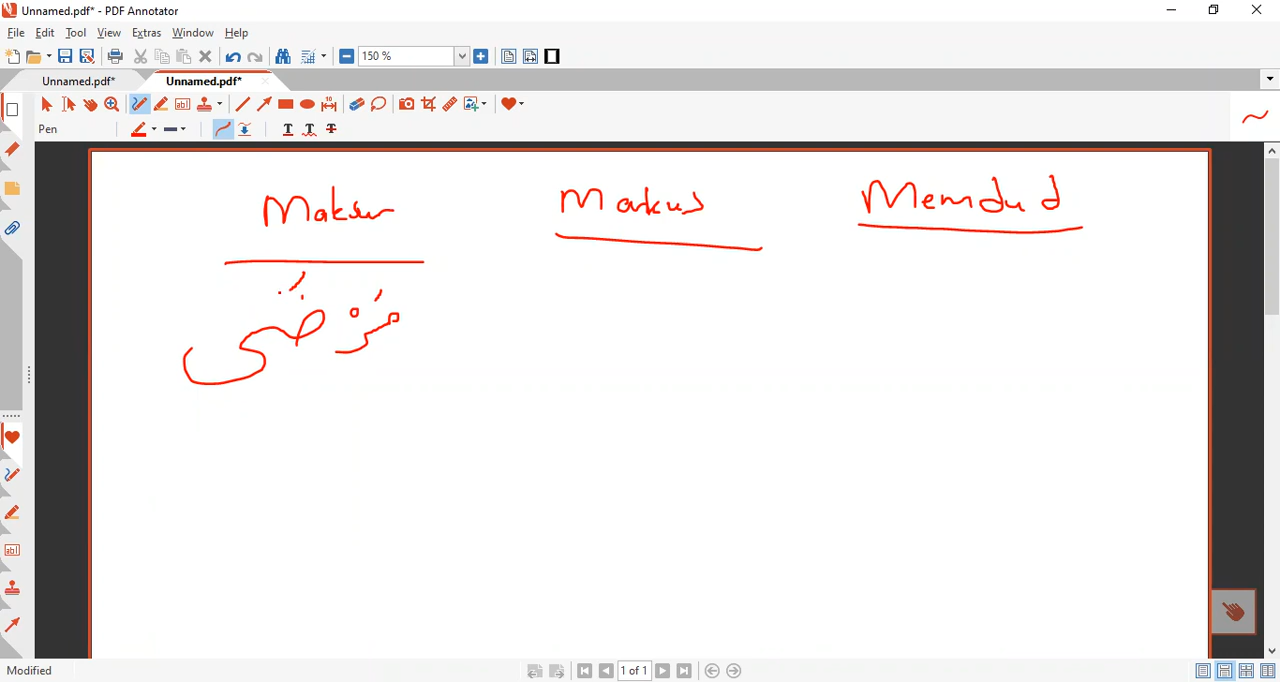 Unnamed.pdf* - PDF Annotator
File Edit Tool View Extras Window Help
150 %
Unnamed.pdf* Unnamed.pdf*
Pen
Maksur Mankus Memdud
مَرْضَى
Modified
1 of 1